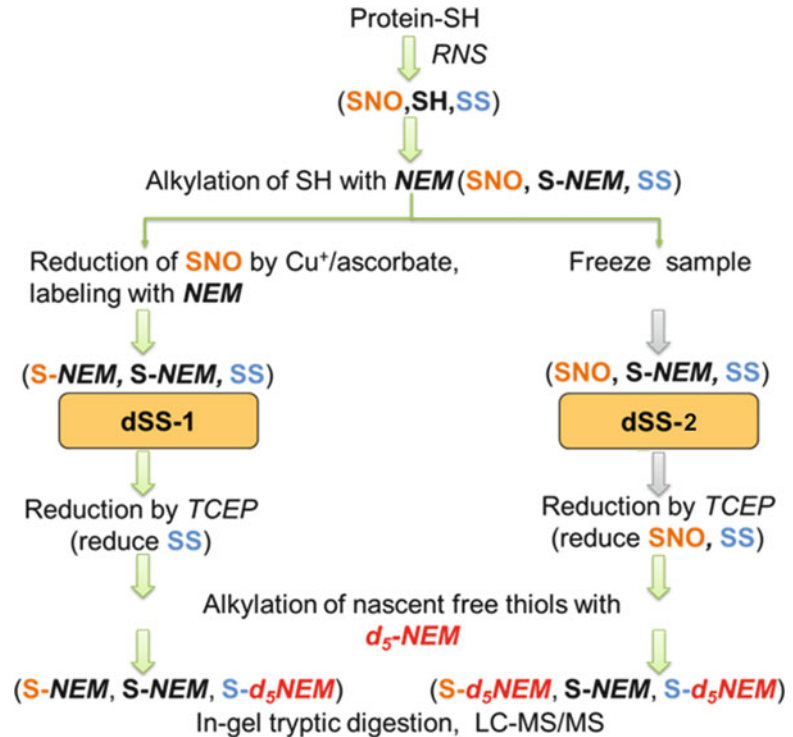 Protein-SH
RNS
(SNO,SH,SS)
Alkylation of SH with NEM (SNO, S-NEM, SS)
Reduction of SNO by Cu⁺/ascorbate,
labeling with NEM
Freeze sample
(S-NEM, S-NEM, SS)
(SNO, S-NEM, SS)
dSS-1
dSS-2
Reduction by TCEP
(reduce SS)
Reduction by TCEP
(reduce SNO, SS)
Alkylation of nascent free thiols with
d₅-NEM
(S-NEM, S-NEM, S-d₅NEM)
(S-d₅NEM, S-NEM, S-d₅NEM)
In-gel tryptic digestion, LC-MS/MS